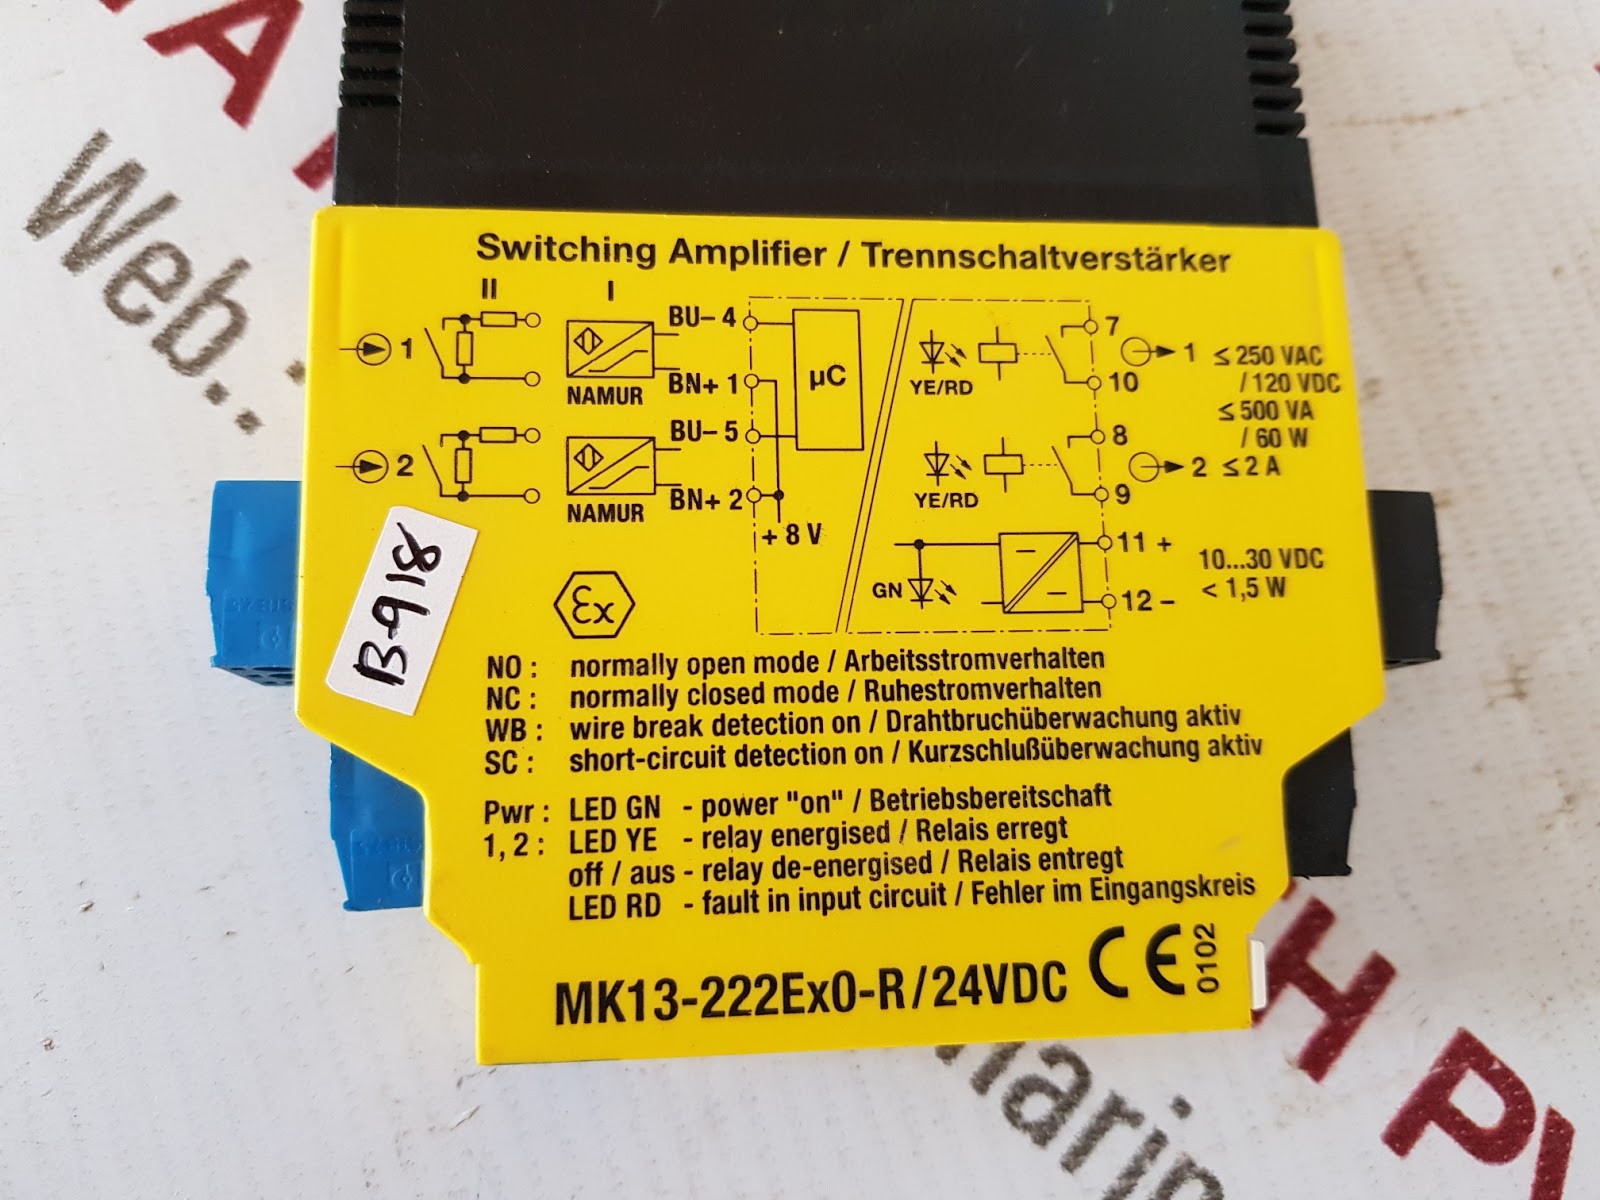 Web..
Switching Amplifier / Trennschaltverstärker
II I
1
NAMUR
BU– 4
BN+ 1
2
NAMUR
BU– 5
BN+ 2
+ 8 V
µC
YE/RD
7
10
1
YE/RD
8
9
2
≤ 250 VAC
/ 120 VDC
≤ 500 VA
/ 60 W
≤ 2 A
GN
11 +
12 –
10...30 VDC
< 1,5 W
B-918
Ex
NO : normally open mode / Arbeitsstromverhalten
NC : normally closed mode / Ruhestromverhalten
WB : wire break detection on / Drahtbruchüberwachung aktiv
SC : short-circuit detection on / Kurzschlußüberwachung aktiv
Pwr : LED GN - power "on" / Betriebsbereitschaft
1, 2 : LED YE - relay energised / Relais erregt
off / aus - relay de-energised / Relais entregt
LED RD - fault in input circuit / Fehler im Eingangskreis
MK13-222Ex0-R/24VDC CE 0102